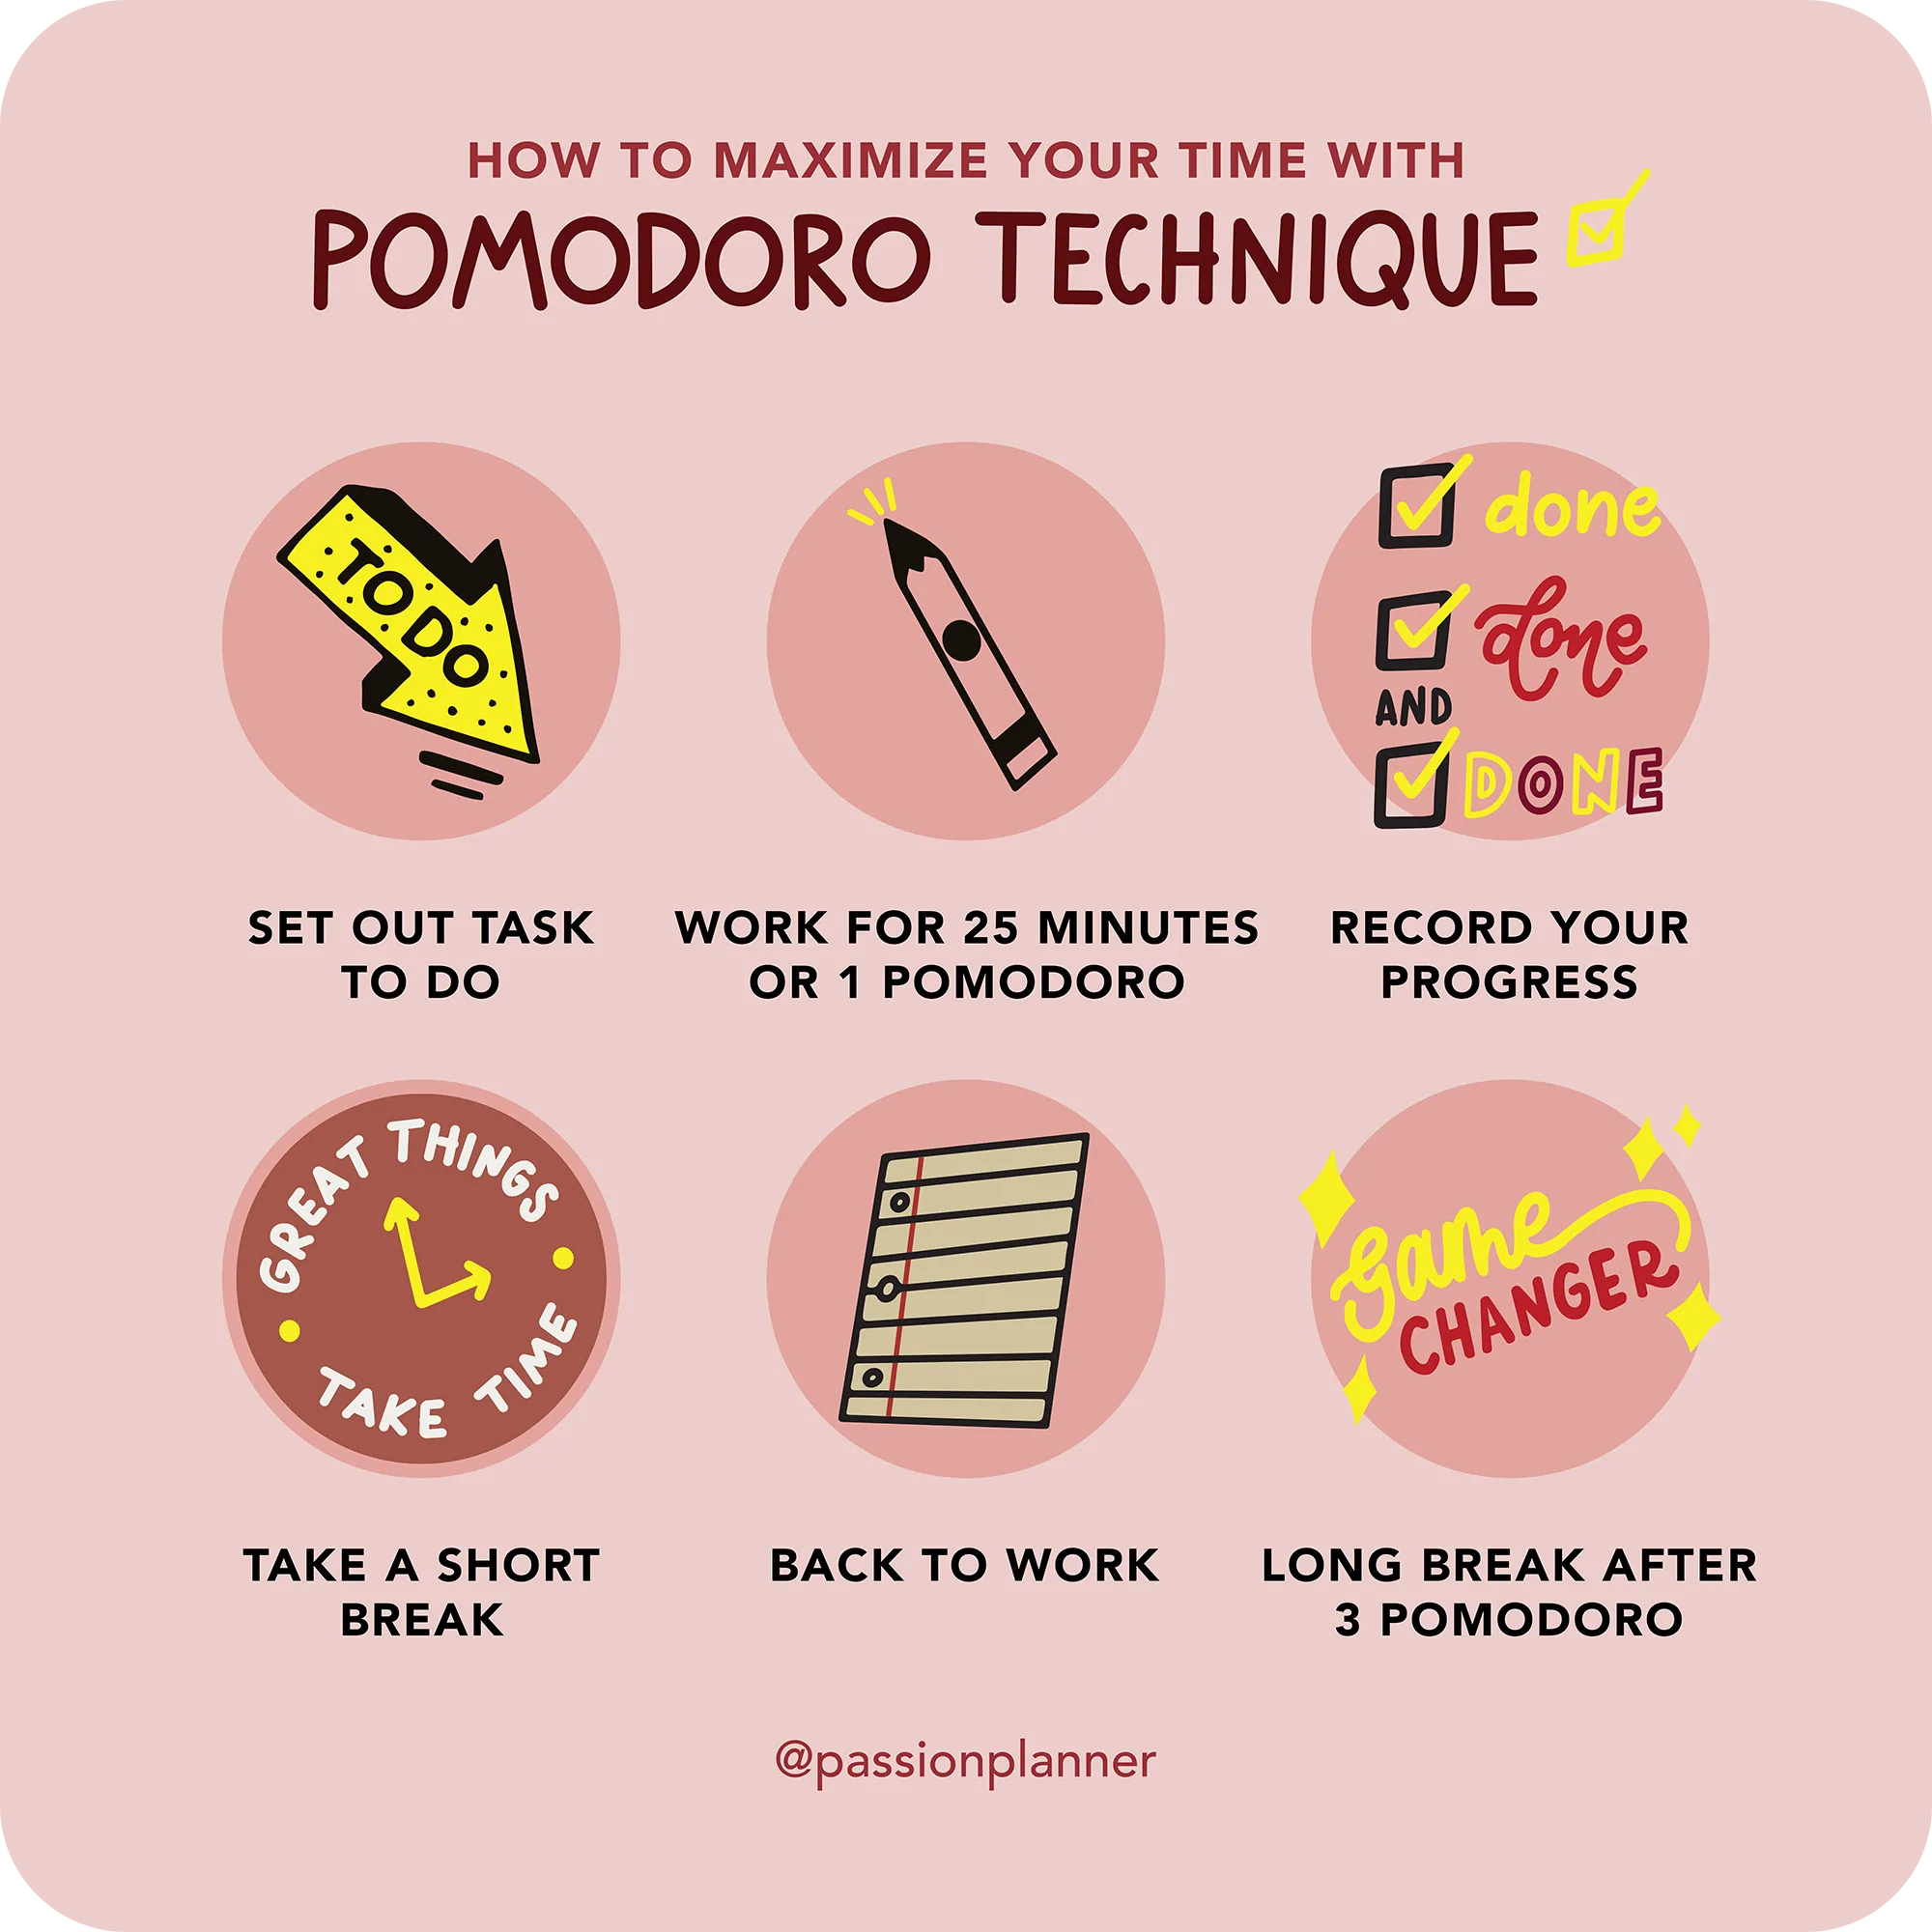 HOW TO MAXIMIZE YOUR TIME WITH
POMODORO TECHNIQUE
TO DO
done
done
AND
DONE
SET OUT TASK
TO DO
WORK FOR 25 MINUTES
OR 1 POMODORO
RECORD YOUR
PROGRESS
GREAT THINGS
TAKE TIME
game
CHANGER
TAKE A SHORT
BREAK
BACK TO WORK
LONG BREAK AFTER
3 POMODORO
@passionplanner